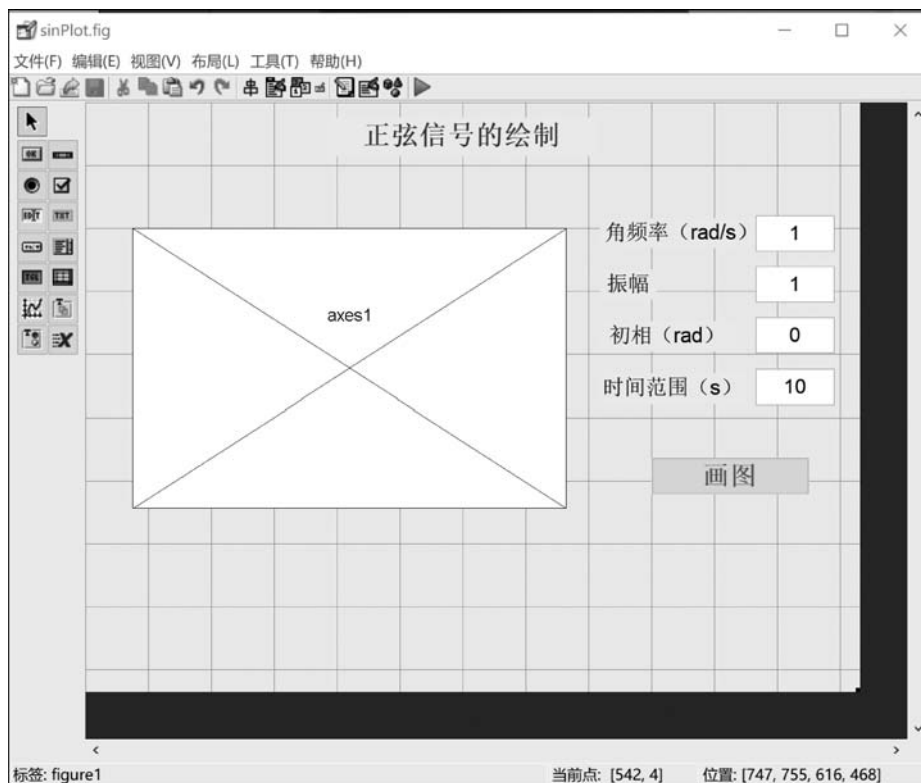 sinPlot.fig
文件(F) 编辑(E) 视图(V) 布局(L) 工具(T) 帮助(H)
正弦信号的绘制
角频率（rad/s） 1
振幅 1
axes1
初相（rad） 0
时间范围（s） 10
画图
标签: figure1 当前点: [542, 4] 位置: [747, 755, 616, 468]